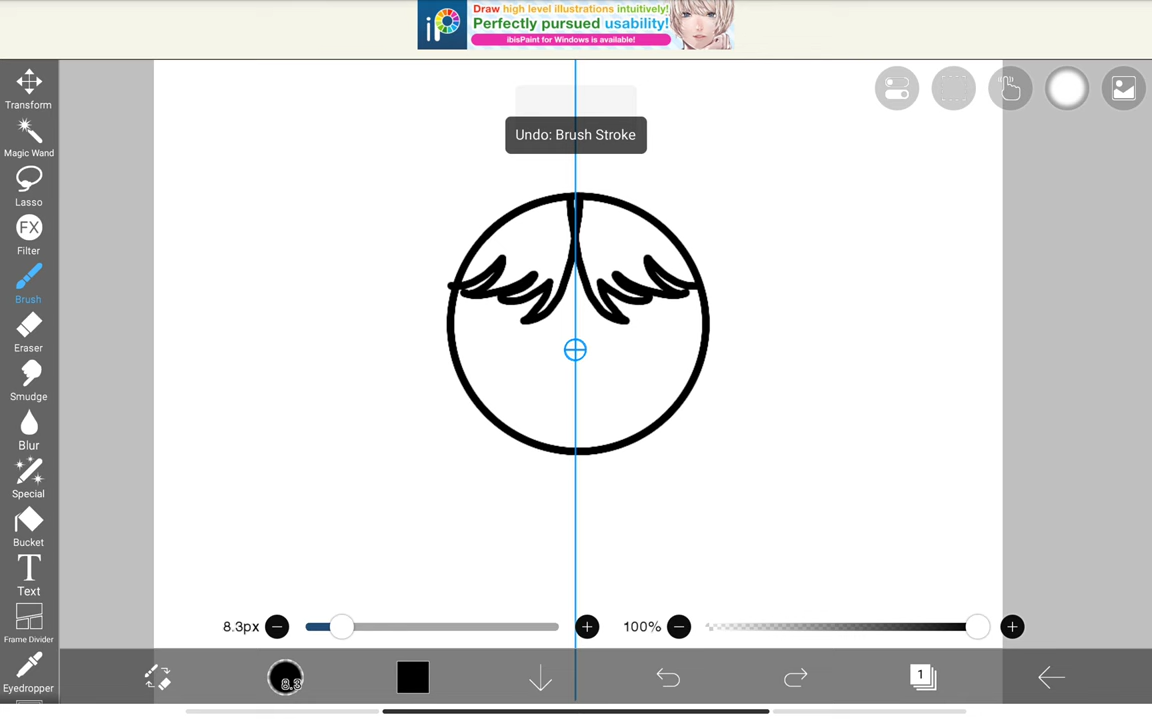 Draw high level illustrations intuitively!
Perfectly pursued usability!
ibisPaint for Windows is available!
Transform
Undo: Brush Stroke
Magic Wand
Lasso
FX
Filter
Brush
Eraser
Smudge
Blur
Special
Bucket
T
Text
Frame Divider
8.3px
100%
Eyedropper
8.3
1